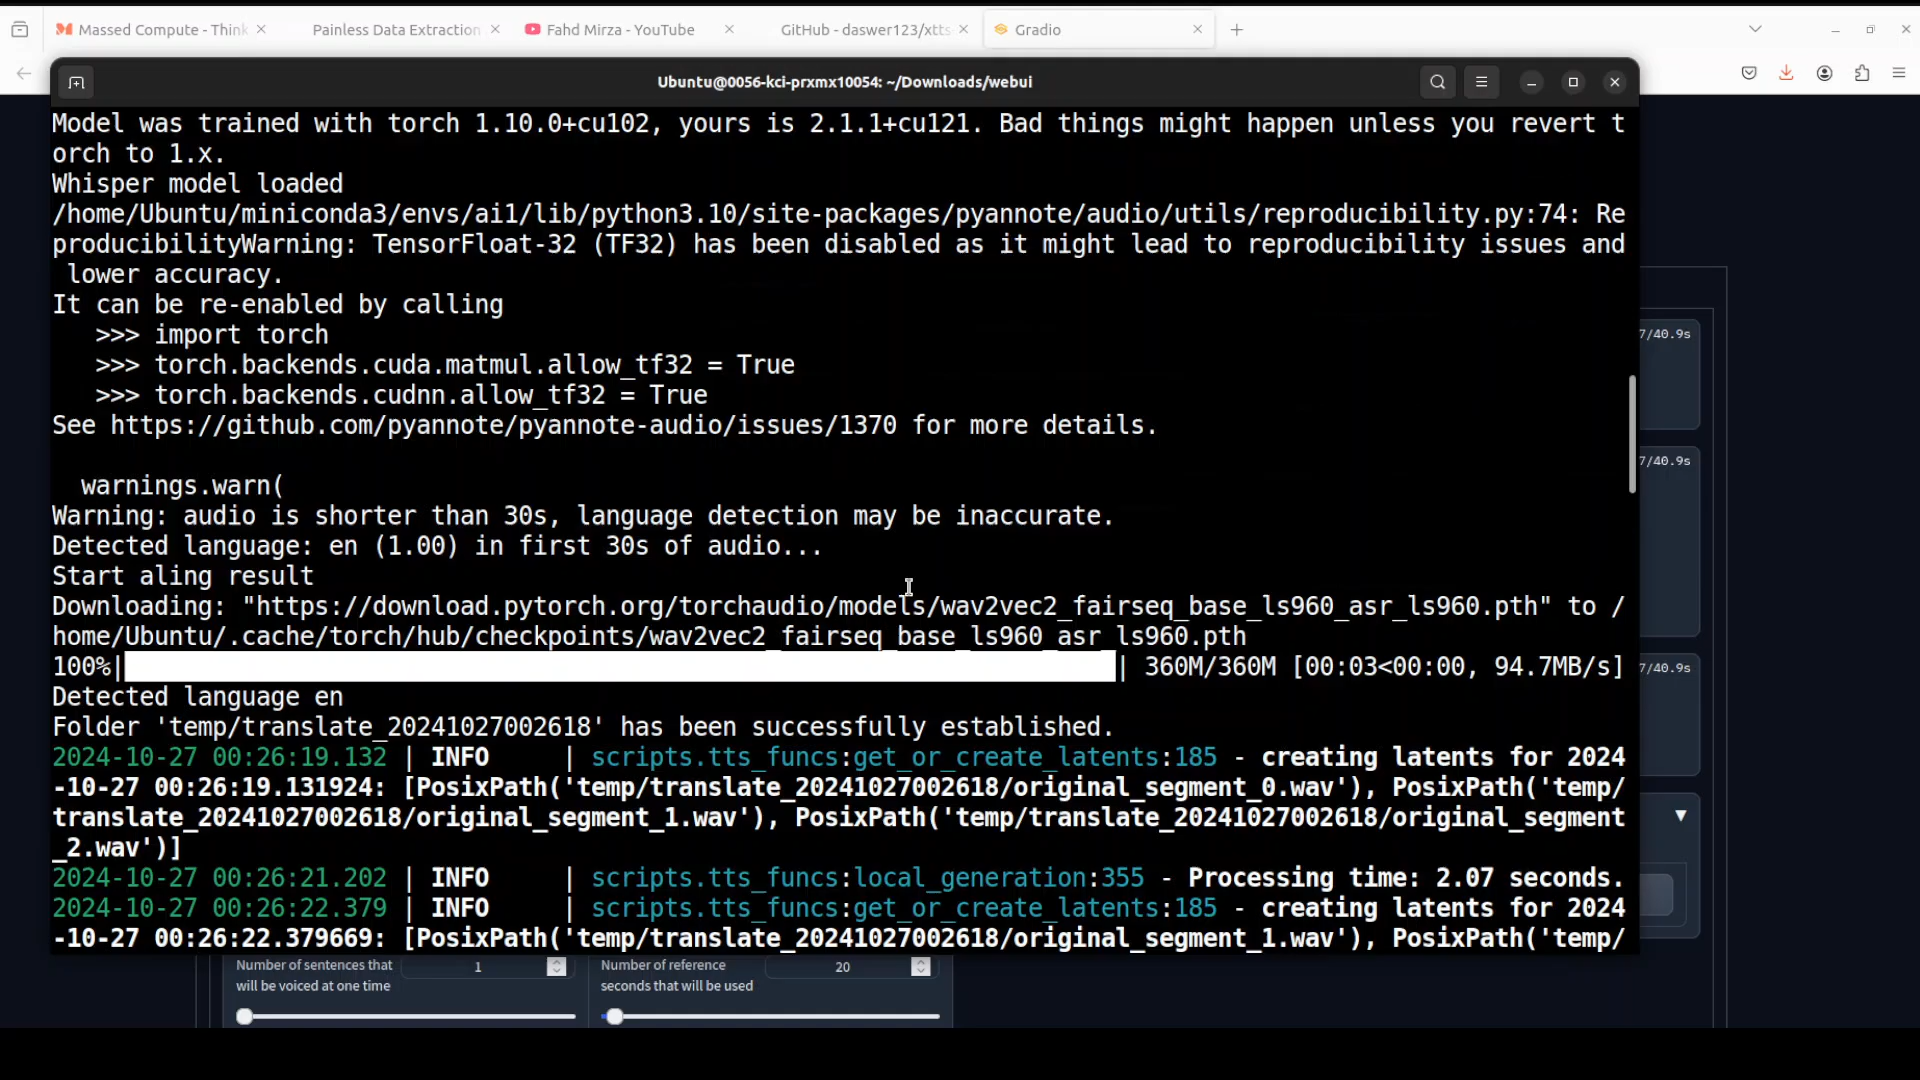 Massed Compute - Think
Painless Data Extraction
Fahd Mirza - YouTube
GitHub - daswer123/xtts
Gradio
Ubuntu@0056-kci-prxmx10054: ~/Downloads/webui
Model was trained with torch 1.10.0+cu102, yours is 2.1.1+cu121. Bad things might happen unless you revert t
orch to 1.x.
Whisper model loaded
/home/Ubuntu/miniconda3/envs/ai1/lib/python3.10/site-packages/pyannote/audio/utils/reproducibility.py:74: Re
producibilityWarning: TensorFloat-32 (TF32) has been disabled as it might lead to reproducibility issues and
 lower accuracy.
It can be re-enabled by calling
   >>> import torch
   >>> torch.backends.cuda.matmul.allow_tf32 = True
   >>> torch.backends.cudnn.allow_tf32 = True
See https://github.com/pyannote/pyannote-audio/issues/1370 for more details.
  warnings.warn(
Warning: audio is shorter than 30s, language detection may be inaccurate.
Detected language: en (1.00) in first 30s of audio...
Start aling result
Downloading: "https://download.pytorch.org/torchaudio/models/wav2vec2_fairseq_base_ls960_asr_ls960.pth" to /
home/Ubuntu/.cache/torch/hub/checkpoints/wav2vec2_fairseq_base_ls960_asr_ls960.pth
100%| | 360M/360M [00:03<00:00, 94.7MB/s]
Detected language en
Folder 'temp/translate_20241027002618' has been successfully established.
2024-10-27 00:26:19.132 | INFO     | scripts.tts_funcs:get_or_create_latents:185 - creating latents for 2024
-10-27 00:26:19.131924: [PosixPath('temp/translate_20241027002618/original_segment_0.wav'), PosixPath('temp/
translate_20241027002618/original_segment_1.wav'), PosixPath('temp/translate_20241027002618/original_segment
_2.wav')]
2024-10-27 00:26:21.202 | INFO     | scripts.tts_funcs:local_generation:355 - Processing time: 2.07 seconds.
2024-10-27 00:26:22.379 | INFO     | scripts.tts_funcs:get_or_create_latents:185 - creating latents for 2024
-10-27 00:26:22.379669: [PosixPath('temp/translate_20241027002618/original_segment_1.wav'), PosixPath('temp/
7/40.9s
7/40.9s
7/40.9s
Number of sentences that
will be voiced at one time
1
Number of reference
seconds that will be used
20